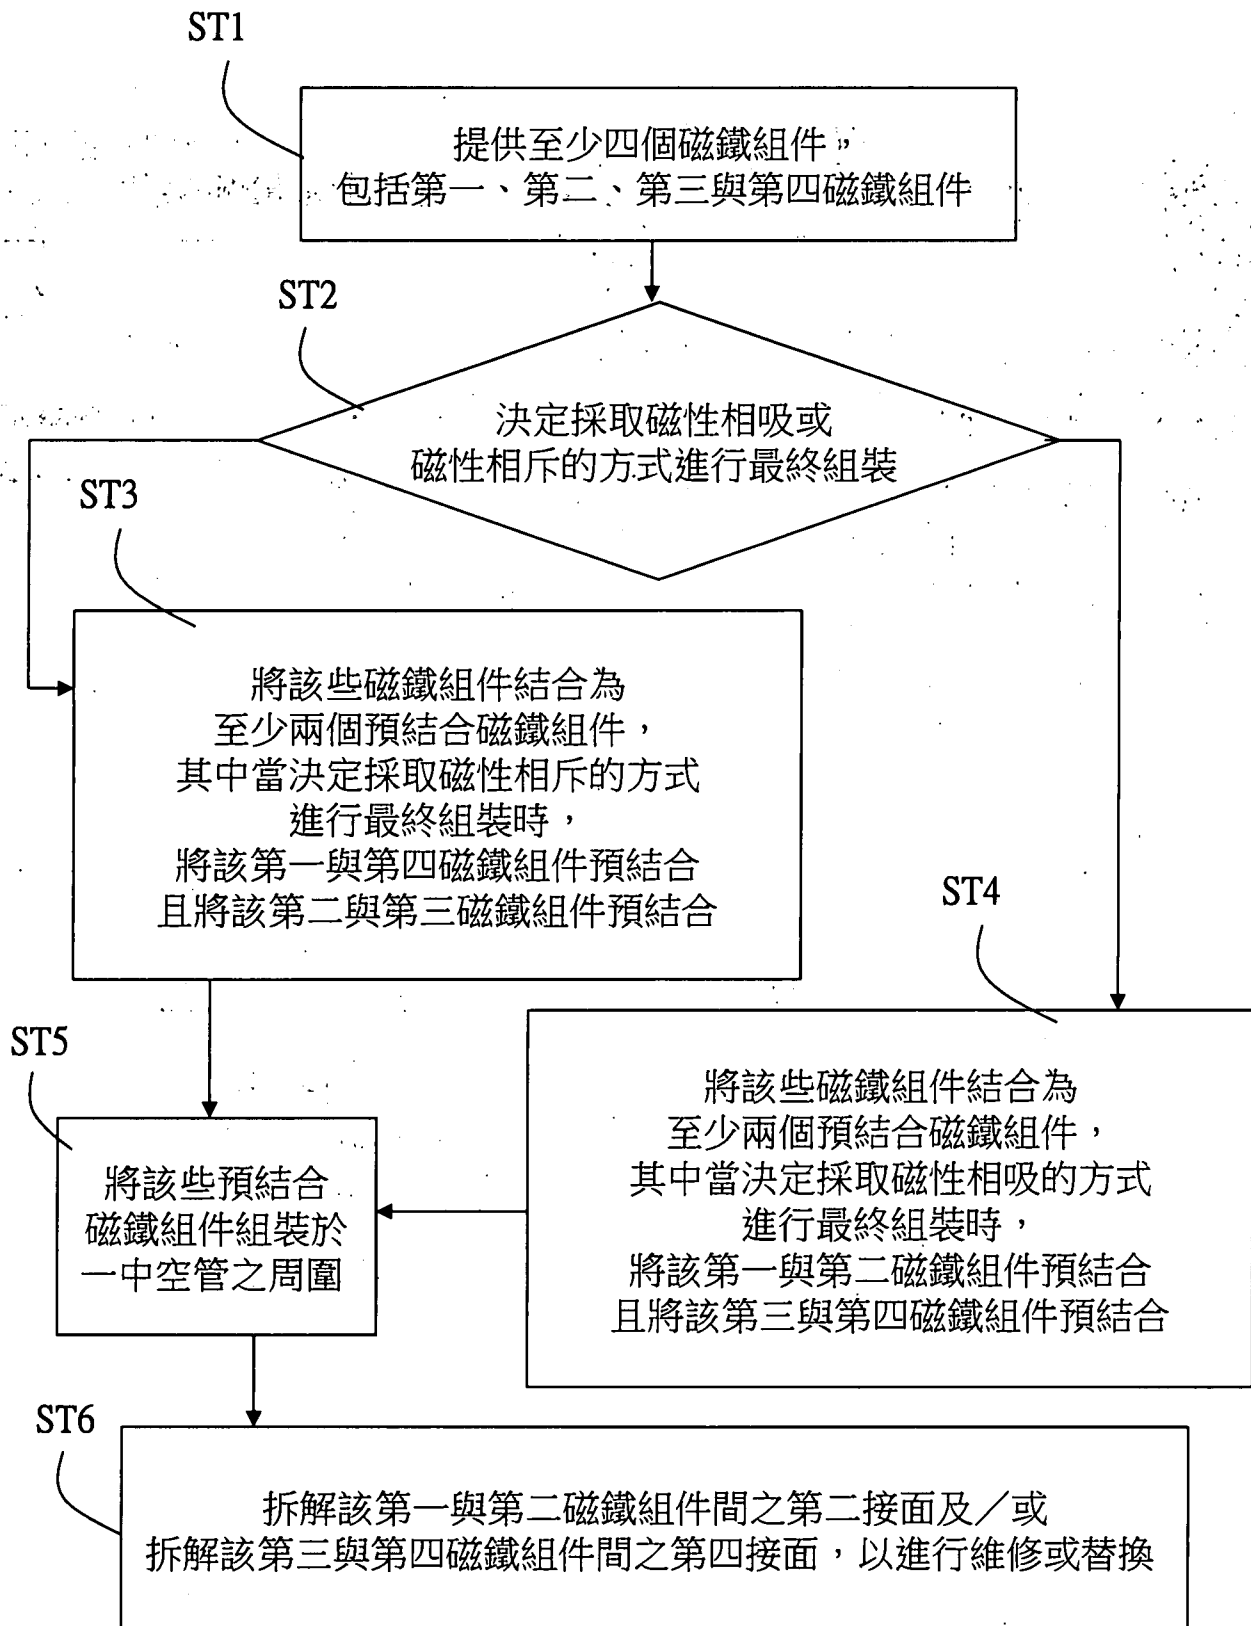 ST1
提供至少四個磁鐵組件，
包括第一、第二、第三與第四磁鐵組件
ST2
決定採取磁性相吸或
磁性相斥的方式進行最終組裝
ST3
將該些磁鐵組件結合為
至少兩個預結合磁鐵組件，
其中當決定採取磁性相斥的方式
進行最終組裝時，
將該第一與第四磁鐵組件預結合
且將該第二與第三磁鐵組件預結合
ST4
將該些磁鐵組件結合為
至少兩個預結合磁鐵組件，
其中當決定採取磁性相吸的方式
進行最終組裝時，
將該第一與第二磁鐵組件預結合
且將該第三與第四磁鐵組件預結合
ST5
將該些預結合
磁鐵組件組裝於
一中空管之周圍
ST6
拆解該第一與第二磁鐵組件間之第二接面及／或
拆解該第三與第四磁鐵組件間之第四接面，以進行維修或替換